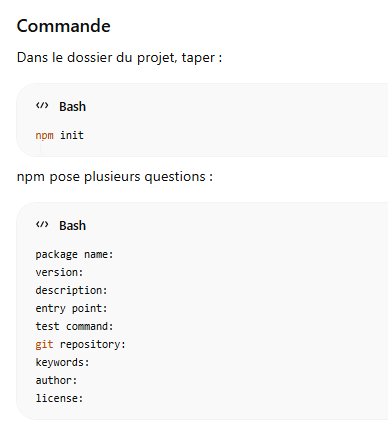 Commande
Dans le dossier du projet, taper :
</> Bash
npm init
npm pose plusieurs questions :
</> Bash
package name:
version:
description:
entry point:
test command:
git repository:
keywords:
author:
license: